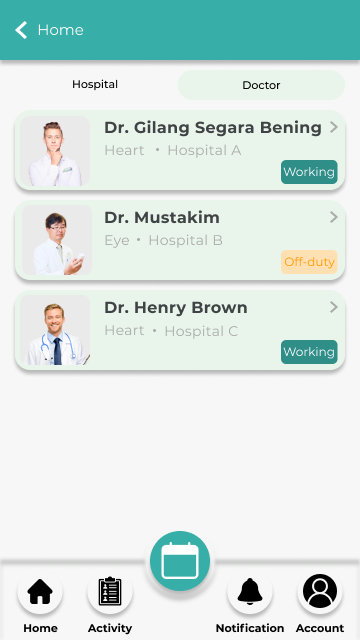 Home
Hospital
Doctor
Dr. Gilang Segara Bening
Heart • Hospital A
Working
Dr. Mustakim
Eye • Hospital B
Off-duty
Dr. Henry Brown
Heart • Hospital C
Working
Home
Activity
Notification
Account